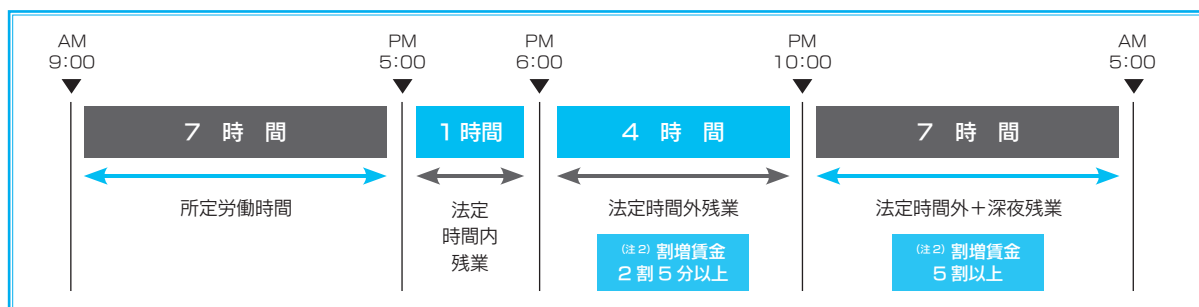 AM
9:00
PM
5:00
PM
6:00
PM
10:00
AM
5:00
7 時 間
1 時間
4 時 間
7 時 間
所定労働時間
法定
時間内
残業
法定時間外残業
法定時間外＋深夜残業
(注2) 割増賃金
2割5分以上
(注2) 割増賃金
5割以上